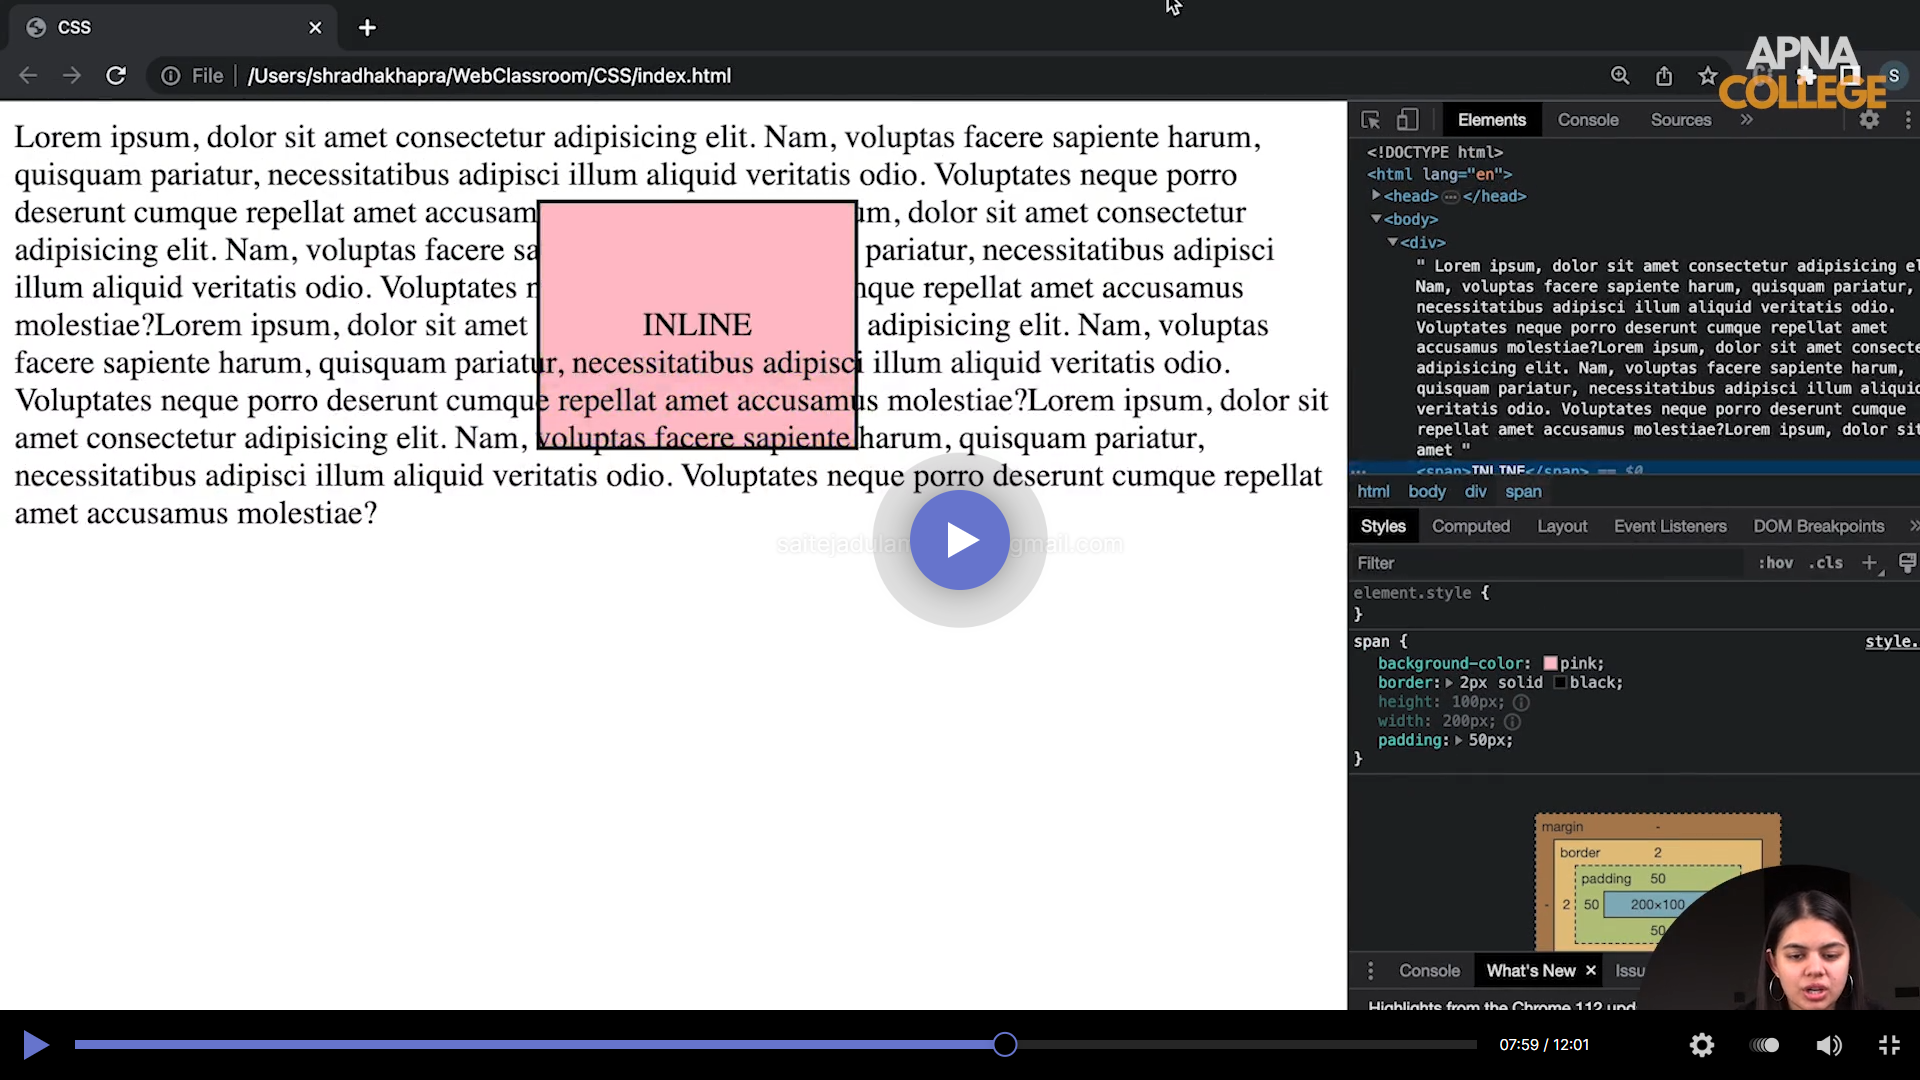 CSS
File
/Users/shradhakhapra/WebClassroom/CSS/index.html
S
APNA
COLLEGE
Lorem ipsum, dolor sit amet consectetur adipisicing elit. Nam, voluptas facere sapiente harum,
quisquam pariatur, necessitatibus adipisci illum aliquid veritatis odio. Voluptates neque porro
deserunt cumque repellat amet accusam um, dolor sit amet consectetur
adipisicing elit. Nam, voluptas facere sa pariatur, necessitatibus adipisci
illum aliquid veritatis odio. Voluptates n nque repellat amet accusamus
molestiae?Lorem ipsum, dolor sit amet INLINE adipisicing elit. Nam, voluptas
facere sapiente harum, quisquam pariatur, necessitatibus adipisci illum aliquid veritatis odio.
Voluptates neque porro deserunt cumque repellat amet accusamus molestiae?Lorem ipsum, dolor sit
amet consectetur adipisicing elit. Nam, voluptas facere sapiente harum, quisquam pariatur,
necessitatibus adipisci illum aliquid veritatis odio. Voluptates neque porro deserunt cumque repellat
amet accusamus molestiae?
Elements Console Sources
<!DOCTYPE html>
<html lang="en">
<head> </head>
<body>
<div>
" Lorem ipsum, dolor sit amet consectetur adipisicing el
Nam, voluptas facere sapiente harum, quisquam pariatur,
necessitatibus adipisci illum aliquid veritatis odio.
Voluptates neque porro deserunt cumque repellat amet
accusamus molestiae?Lorem ipsum, dolor sit amet consecte
adipisicing elit. Nam, voluptas facere sapiente harum,
quisquam pariatur, necessitatibus adipisci illum aliquid
veritatis odio. Voluptates neque porro deserunt cumque
repellat amet accusamus molestiae?Lorem ipsum, dolor sit
amet "
<span>INLINE</span> == $0
html body div span
Styles Computed Layout Event Listeners DOM Breakpoints
Filter :hov .cls
element.style {
}
span { style.
background-color: pink;
border: 2px solid black;
height: 100px;
width: 200px;
padding: 50px;
}
margin -
border 2
padding 50
- 2 50 200×100
50
Console What's New Issu
Highlights from the Chrome 112 upd
07:59 / 12:01